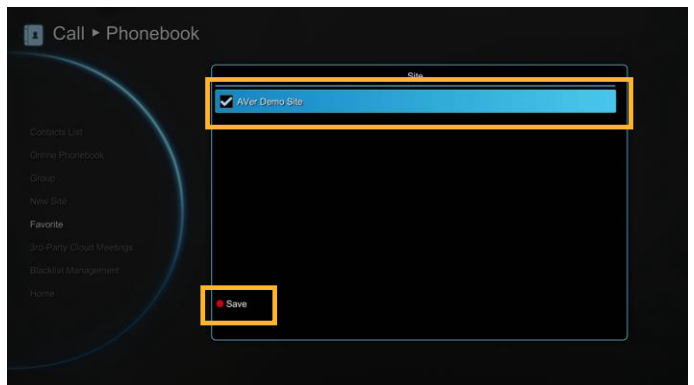 Call ▸ Phonebook
Site
AVer Demo Site
Contacts List
Online Phonebook
Group
New Site
Favorite
3rd-Party Cloud Meetings
Blacklist Management
Home
Save